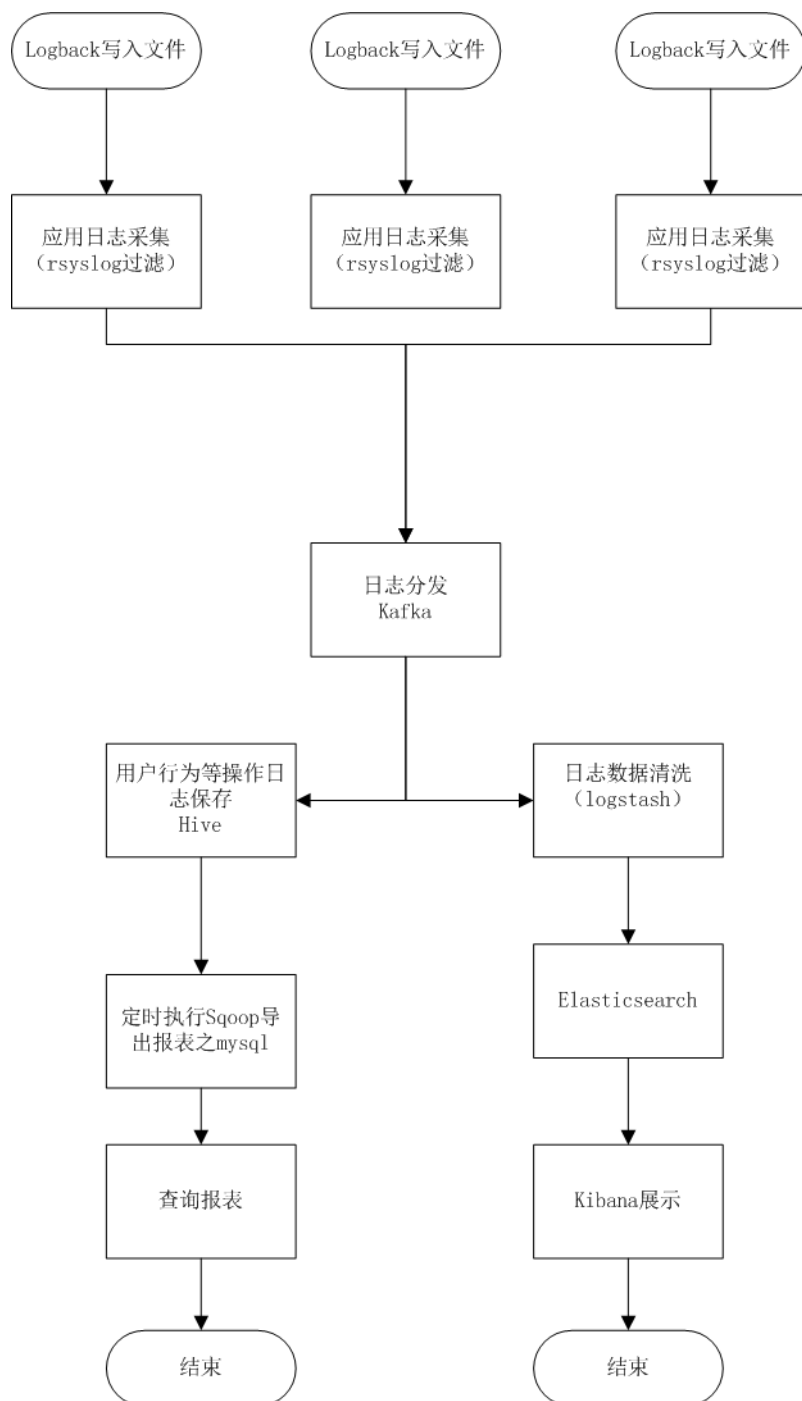 Logback写入文件
Logback写入文件
Logback写入文件
应用日志采集
（rsyslog过滤）
应用日志采集
（rsyslog过滤）
应用日志采集
（rsyslog过滤）
日志分发
Kafka
用户行为等操作日
志保存
Hive
日志数据清洗
（logstash）
定时执行Sqoop导
出报表之mysql
Elasticsearch
查询报表
Kibana展示
结束
结束